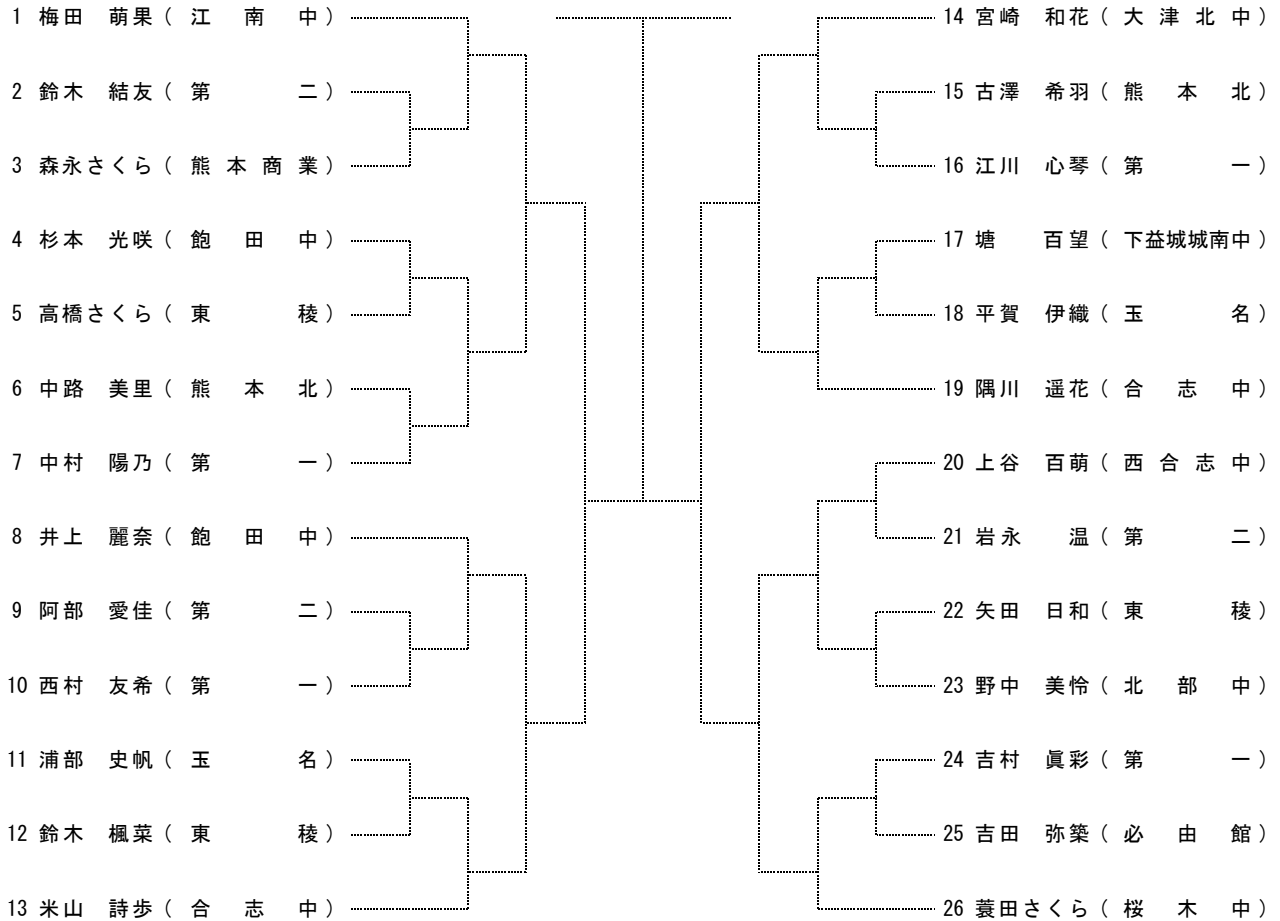 1 梅田 萌果 ( 江 南 中 )
2 鈴木 結友 ( 第 二 )
3 森永さくら ( 熊 本 商 業 )
4 杉本 光咲 ( 飽 田 中 )
5 高橋さくら ( 東 稜 )
6 中路 美里 ( 熊 本 北 )
7 中村 陽乃 ( 第 一 )
8 井上 麗奈 ( 飽 田 中 )
9 阿部 愛佳 ( 第 二 )
10 西村 友希 ( 第 一 )
11 浦部 史帆 ( 玉 名 )
12 鈴木 楓菜 ( 東 稜 )
13 米山 詩歩 ( 合 志 中 )
14 宮崎 和花 ( 大 津 北 中 )
15 古澤 希羽 ( 熊 本 北 )
16 江川 心琴 ( 第 一 )
17 塘 百望 ( 下益城城南中 )
18 平賀 伊織 ( 玉 名 )
19 隅川 遥花 ( 合 志 中 )
20 上谷 百萌 ( 西 合 志 中 )
21 岩永 温 ( 第 二 )
22 矢田 日和 ( 東 稜 )
23 野中 美怜 ( 北 部 中 )
24 吉村 眞彩 ( 第 一 )
25 吉田 弥築 ( 必 由 館 )
26 蓑田さくら ( 桜 木 中 )